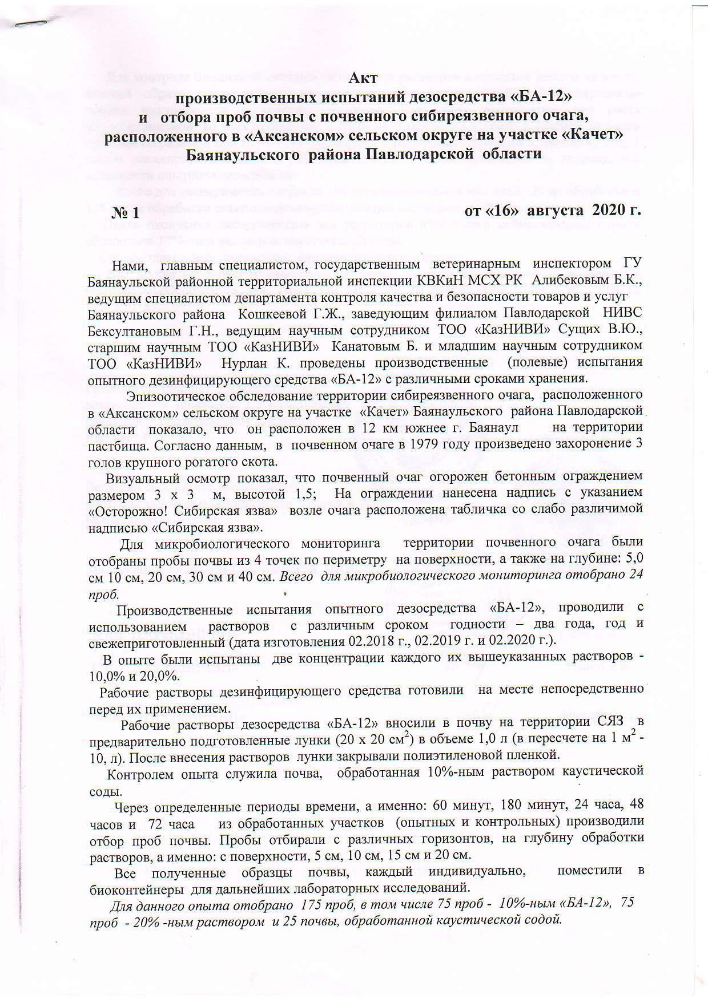 Акт
производственных испытаний дезосредства «БА-12»
и отбора проб почвы с почвенного сибиреязвенного очага,
расположенного в «Аксанском» сельском округе на участке «Качет»
Баянаульского района Павлодарской области
№ 1 от «16» августа 2020 г.
Нами, главным специалистом, государственным ветеринарным инспектором ГУ
Баянаульской районной территориальной инспекции КВКиН МСХ РК Алибековым Б.К.,
ведущим специалистом департамента контроля качества и безопасности товаров и услуг
Баянаульского района Кошкеевой Г.Ж., заведующим филиалом Павлодарской НИВС
Бексултановым Г.Н., ведущим научным сотрудником ТОО «КазНИВИ» Сущих В.Ю.,
старшим научным ТОО «КазНИВИ» Канатовым Б. и младшим научным сотрудником
ТОО «КазНИВИ» Нурлан К. проведены производственные (полевые) испытания
опытного дезинфицирующего средства «БА-12» с различными сроками хранения.
Эпизоотическое обследование территории сибиреязвенного очага, расположенного
в «Аксанском» сельском округе на участке «Качет» Баянаульского района Павлодарской
области показало, что он расположен в 12 км южнее г. Баянаул на территории
пастбища. Согласно данным, в почвенном очаге в 1979 году произведено захоронение 3
голов крупного рогатого скота.
Визуальный осмотр показал, что почвенный очаг огорожен бетонным ограждением
размером 3 х 3 м, высотой 1,5; На ограждении нанесена надпись с указанием
«Осторожно! Сибирская язва» возле очага расположена табличка со слабо различимой
надписью «Сибирская язва».
Для микробиологического мониторинга территории почвенного очага были
отобраны пробы почвы из 4 точек по периметру на поверхности, а также на глубине: 5,0
см 10 см, 20 см, 30 см и 40 см. Всего для микробиологического мониторинга отобрано 24
проб.
Производственные испытания опытного дезосредства «БА-12», проводили с
использованием растворов с различным сроком годности – два года, год и
свежеприготовленный (дата изготовления 02.2018 г., 02.2019 г. и 02.2020 г.).
В опыте были испытаны две концентрации каждого их вышеуказанных растворов -
10,0% и 20,0%.
Рабочие растворы дезинфицирующего средства готовили на месте непосредственно
перед их применением.
Рабочие растворы дезосредства «БА-12» вносили в почву на территории СЯЗ в
предварительно подготовленные лунки (20 х 20 см²) в объеме 1,0 л (в пересчете на 1 м² -
10, л). После внесения растворов лунки закрывали полиэтиленовой пленкой.
Контролем опыта служила почва, обработанная 10%-ным раствором каустической
соды.
Через определенные периоды времени, а именно: 60 минут, 180 минут, 24 часа, 48
часов и 72 часа из обработанных участков (опытных и контрольных) производили
отбор проб почвы. Пробы отбирали с различных горизонтов, на глубину обработки
растворов, а именно: с поверхности, 5 см, 10 см, 15 см и 20 см.
Все полученные образцы почвы, каждый индивидуально, поместили в
биоконтейнеры для дальнейших лабораторных исследований.
Для данного опыта отобрано 175 проб, в том числе 75 проб - 10%-ным «БА-12», 75
проб - 20% -ным раствором и 25 почвы, обработанной каустической содой.